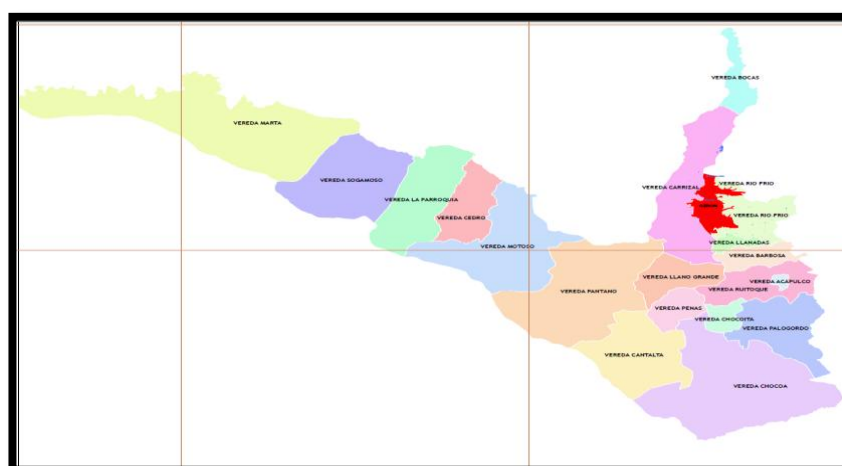 VEREDA BOCAS
VEREDA MARTA
VEREDA SOGAMOSO
VEREDA CARRIZAL
VEREDA RIO FRIO
VEREDA LA PARROQUIA
VEREDA CEDRO
VEREDA RIO FRIO
VEREDA MOTOSO
VEREDA LLANADAS
VEREDA BARBOSA
VEREDA LLANO GRANDE
VEREDA ACAPULCO
VEREDA RUITOQUE
VEREDA PANTANO
VEREDA PENAS
VEREDA CHOCOITA
VEREDA PALOGORDO
VEREDA CANTALTA
VEREDA CHOCOA